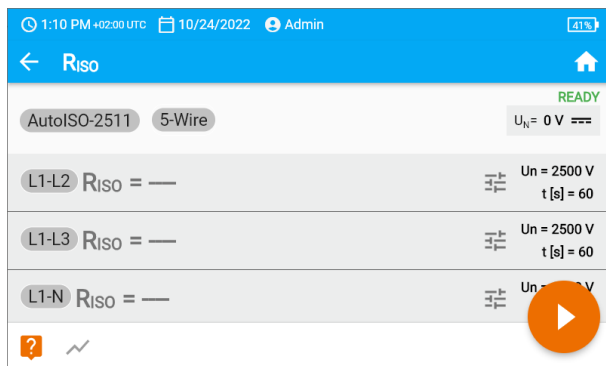 1:10 PM +02:00 UTC 10/24/2022 Admin 41%
RISO
READY
AutoISO-2511 5-Wire UN= 0 V
L1-L2 RISO = ––– Un = 2500 V
t [s] = 60
L1-L3 RISO = ––– Un = 2500 V
t [s] = 60
L1-N RISO = ––– Un V
?